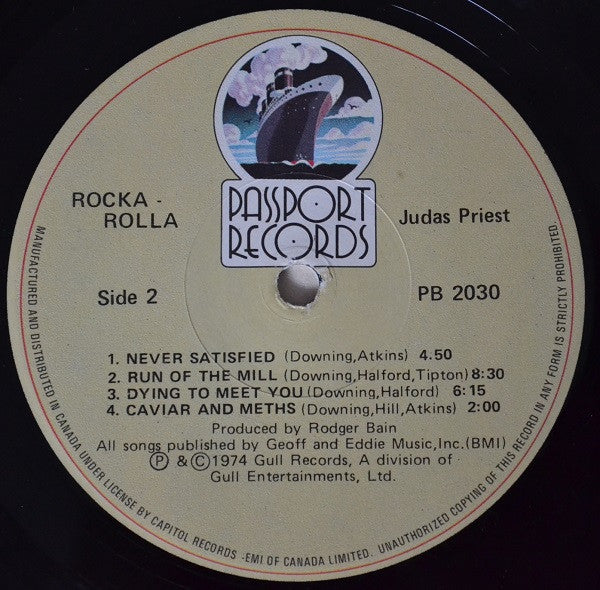 PASSPORT
RECORDS
ROCKA -
ROLLA
Judas Priest
Side 2
PB 2030
1. NEVER SATISFIED (Downing,Atkins) 4.50
2. RUN OF THE MILL (Downing,Halford,Tipton) 8:30
3. DYING TO MEET YOU (Downing,Halford) 6:15
4. CAVIAR AND METHS (Downing,Hill,Atkins) 2:00
Produced by Rodger Bain
All songs published by Geoff and Eddie Music,Inc.(BMI)
Ⓟ & Ⓒ 1974 Gull Records, A division of
Gull Entertainments, Ltd.
MANUFACTURED AND DISTRIBUTED IN CANADA UNDER LICENSE BY CAPITOL RECORDS -EMI OF CANADA LIMITED. UNAUTHORIZED COPYING OF THIS RECORD IN ANY FORM IS STRICTLY PROHIBITED.